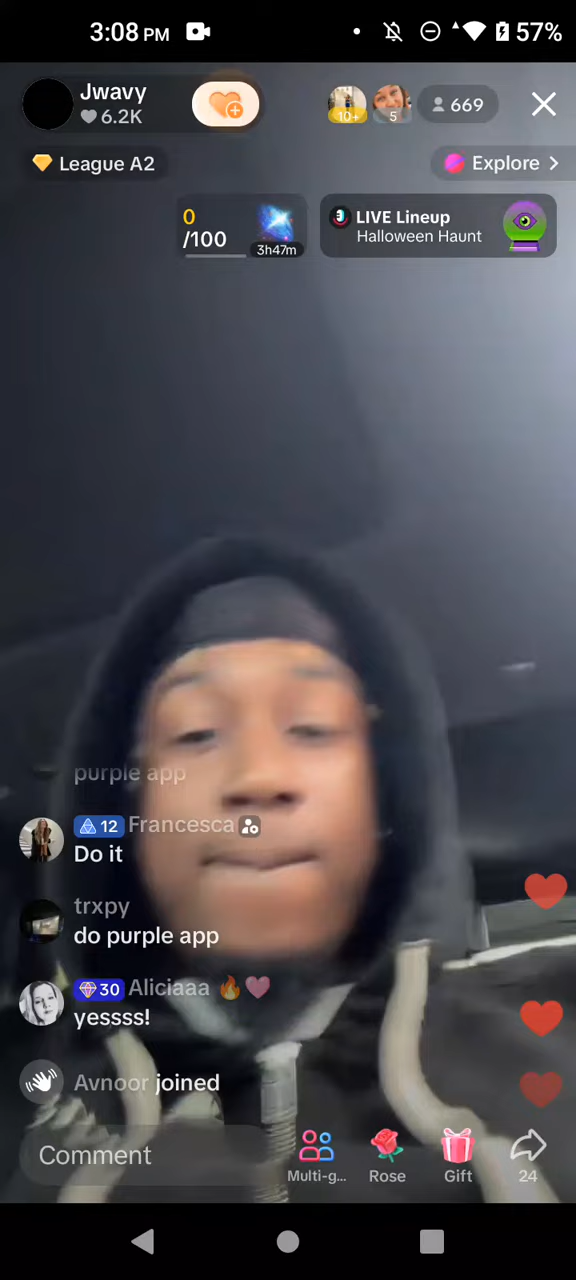 3:08 PM
57%
Jwavy
6.2K
10+
5
669
League A2
Explore >
0
/100
3h47m
LIVE Lineup
Halloween Haunt
purple app
12 Francesca
Do it
trxpy
do purple app
30 Aliciaaa 🔥💜
yessss!
Avnoor joined
Comment
Multi-g...
Rose
Gift
24